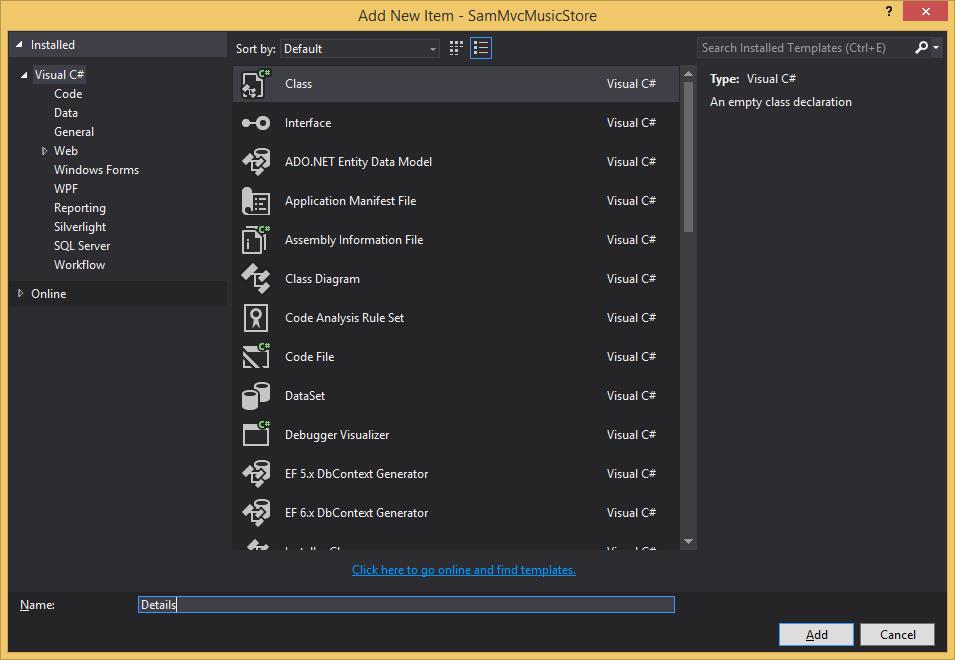 Add New Item - SamMvcMusicStore
?
Installed
Sort by: Default
Search Installed Templates (Ctrl+E)
Visual C#
Code
Data
General
Web
Windows Forms
WPF
Reporting
Silverlight
SQL Server
Workflow
Online
C# Class Visual C#
Interface Visual C#
ADO.NET Entity Data Model Visual C#
Application Manifest File Visual C#
C# Assembly Information File Visual C#
Class Diagram Visual C#
Code Analysis Rule Set Visual C#
C# Code File Visual C#
DataSet Visual C#
C# Debugger Visualizer Visual C#
EF 5.x DbContext Generator Visual C#
EF 6.x DbContext Generator Visual C#
Type: Visual C#
An empty class declaration
Click here to go online and find templates.
Name: Details
Add Cancel